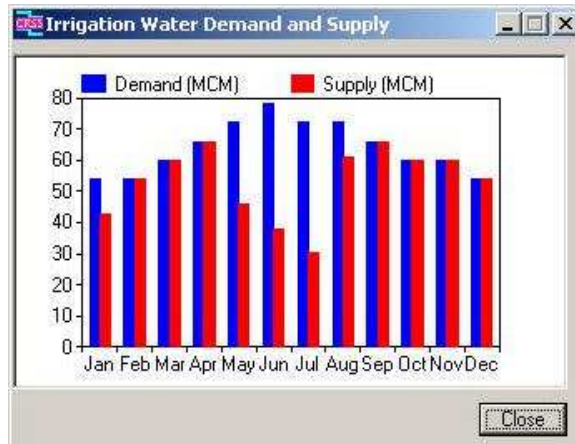 CRSS Irrigation Water Demand and Supply
Demand (MCM) Supply (MCM)
80
70
60
50
40
30
20
10
0
Jan Feb Mar Apr May Jun Jul Aug Sep Oct Nov Dec
Close